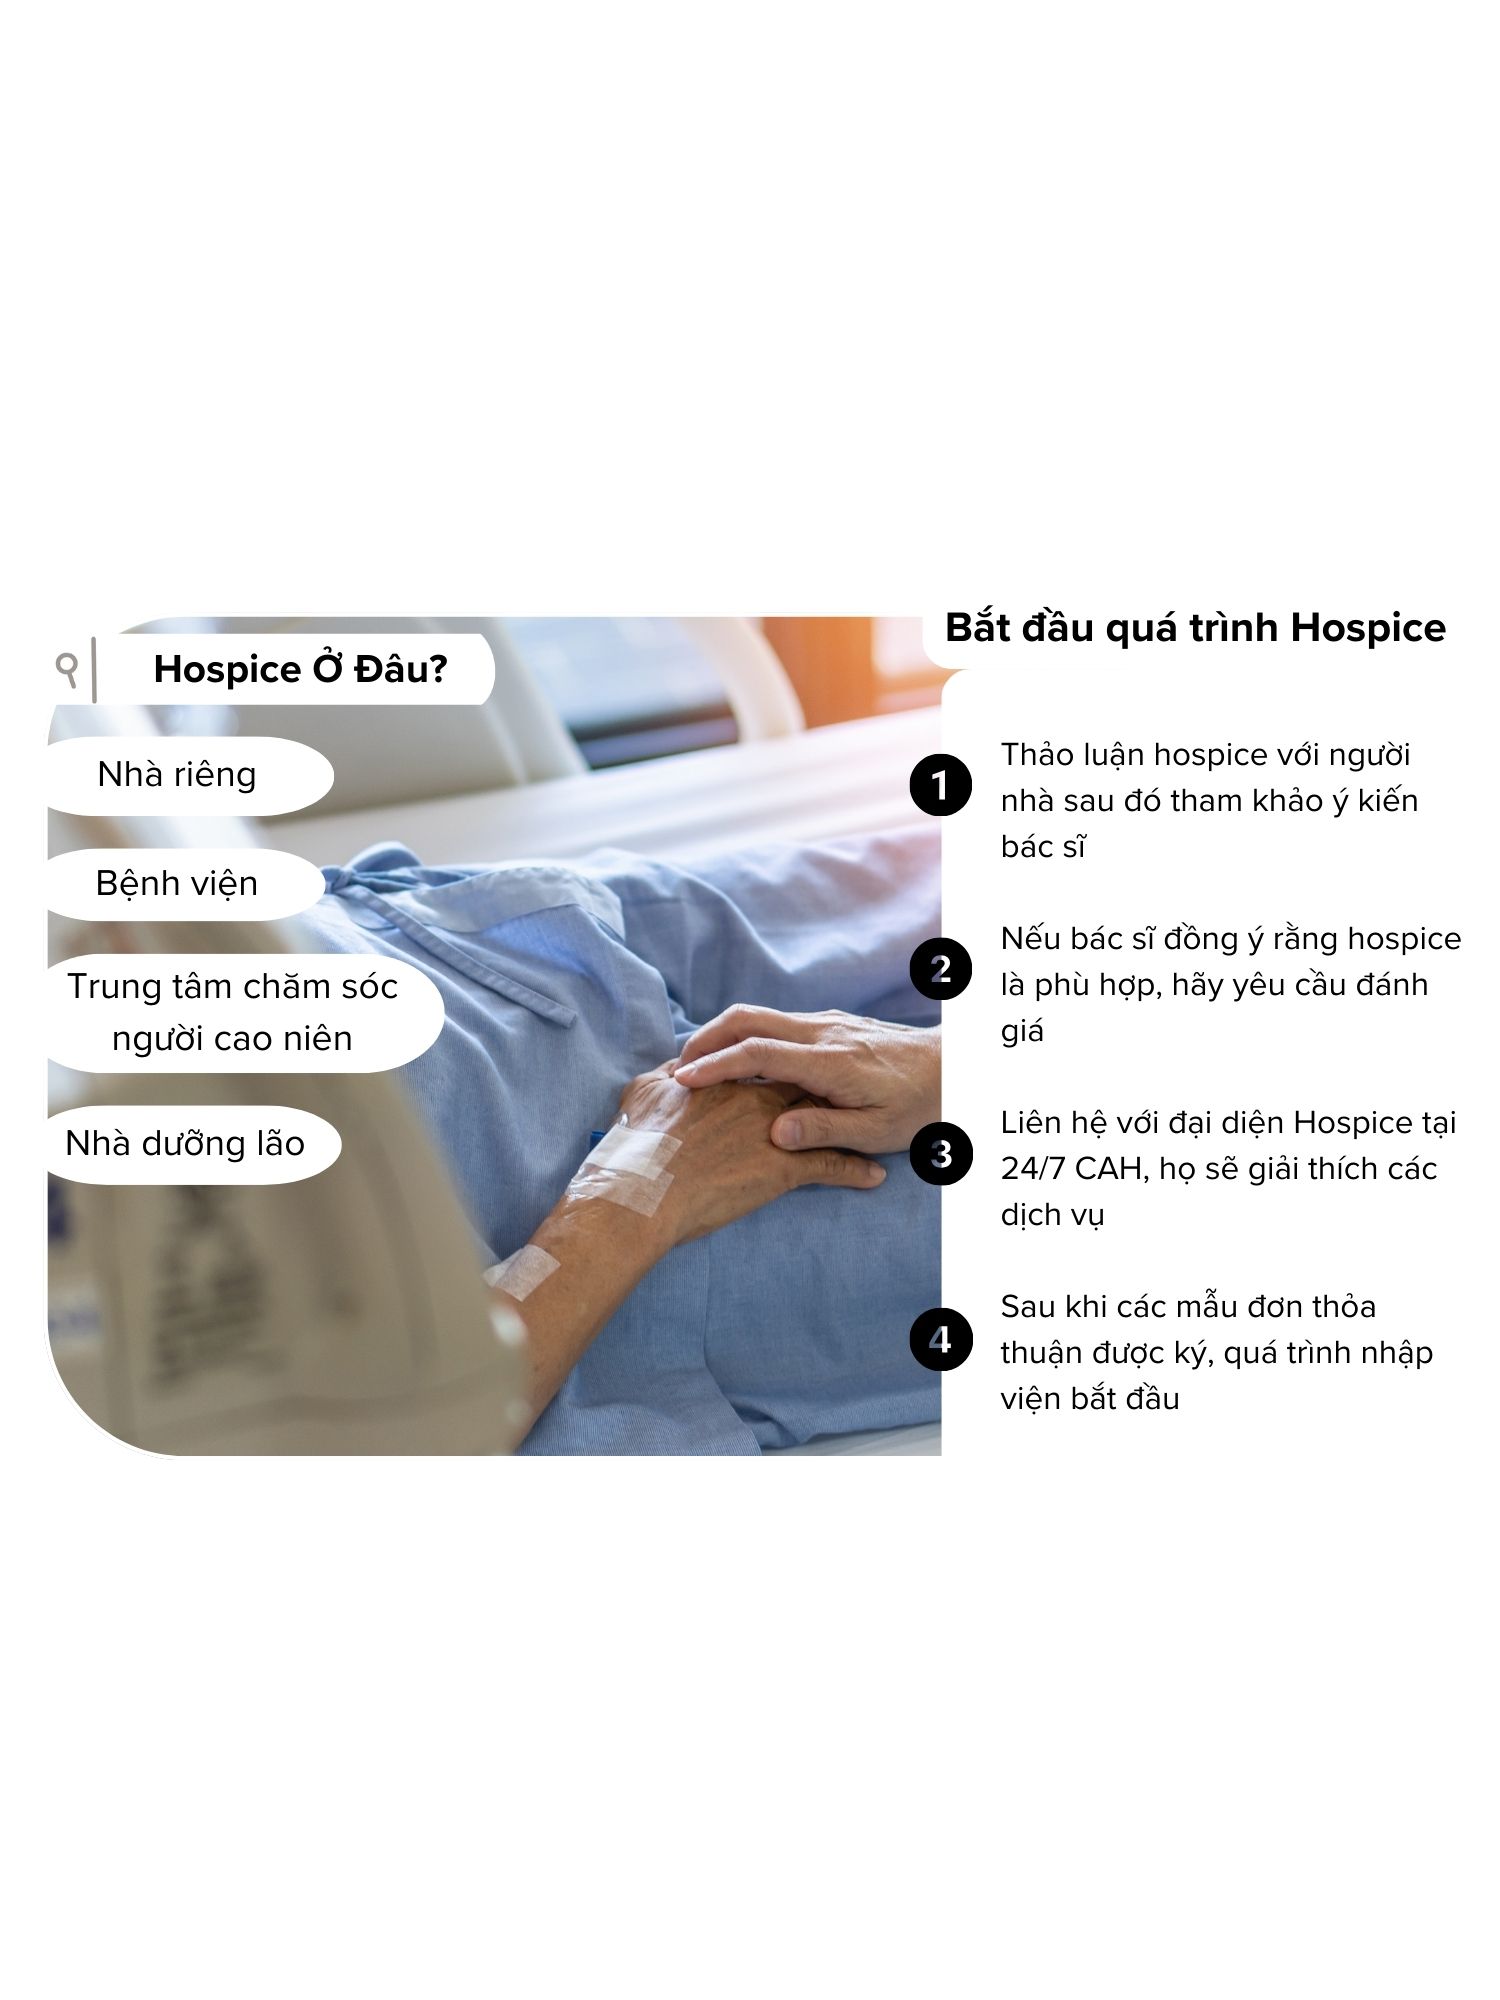 Hospice Ở Đâu?
Nhà riêng
Bệnh viện
Trung tâm chăm sóc
người cao niên
Nhà dưỡng lão
Bắt đầu quá trình Hospice
1
Thảo luận hospice với người
nhà sau đó tham khảo ý kiến
bác sĩ
2
Nếu bác sĩ đồng ý rằng hospice
là phù hợp, hãy yêu cầu đánh
giá
3
Liên hệ với đại diện Hospice tại
24/7 CAH, họ sẽ giải thích các
dịch vụ
4
Sau khi các mẫu đơn thỏa
thuận được ký, quá trình nhập
viện bắt đầu